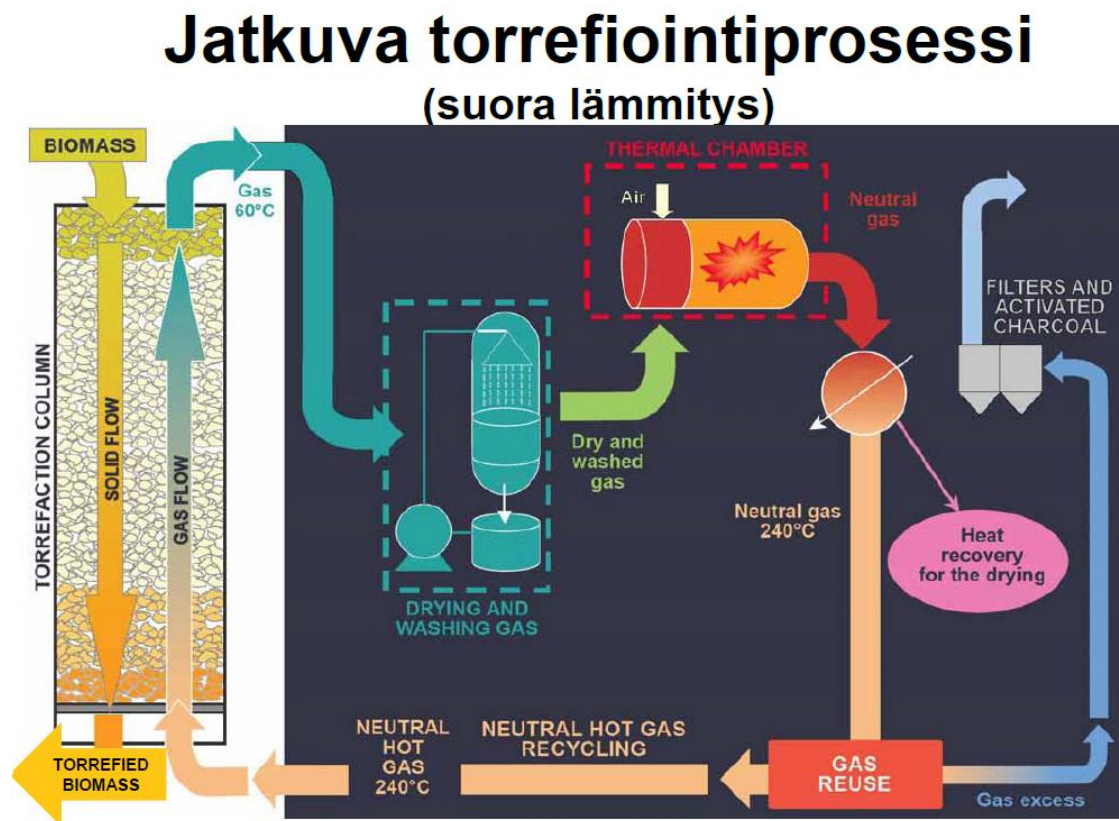 Jatkuva torrefiointiprosessi
(suora lämmitys)
BIOMASS
Gas
60°C
TORREFACTION COLUMN
SOLID FLOW
GAS FLOW
DRYING AND
WASHING GAS
Dry and
washed
gas
THERMAL CHAMBER
Air
Neutral
gas
Neutral gas
240°C
Heat
recovery
for the drying
FILTERS AND
ACTIVATED
CHARCOAL
TORREFIED
BIOMASS
NEUTRAL
HOT
GAS
240°C
NEUTRAL HOT GAS
RECYCLING
GAS
REUSE
Gas excess